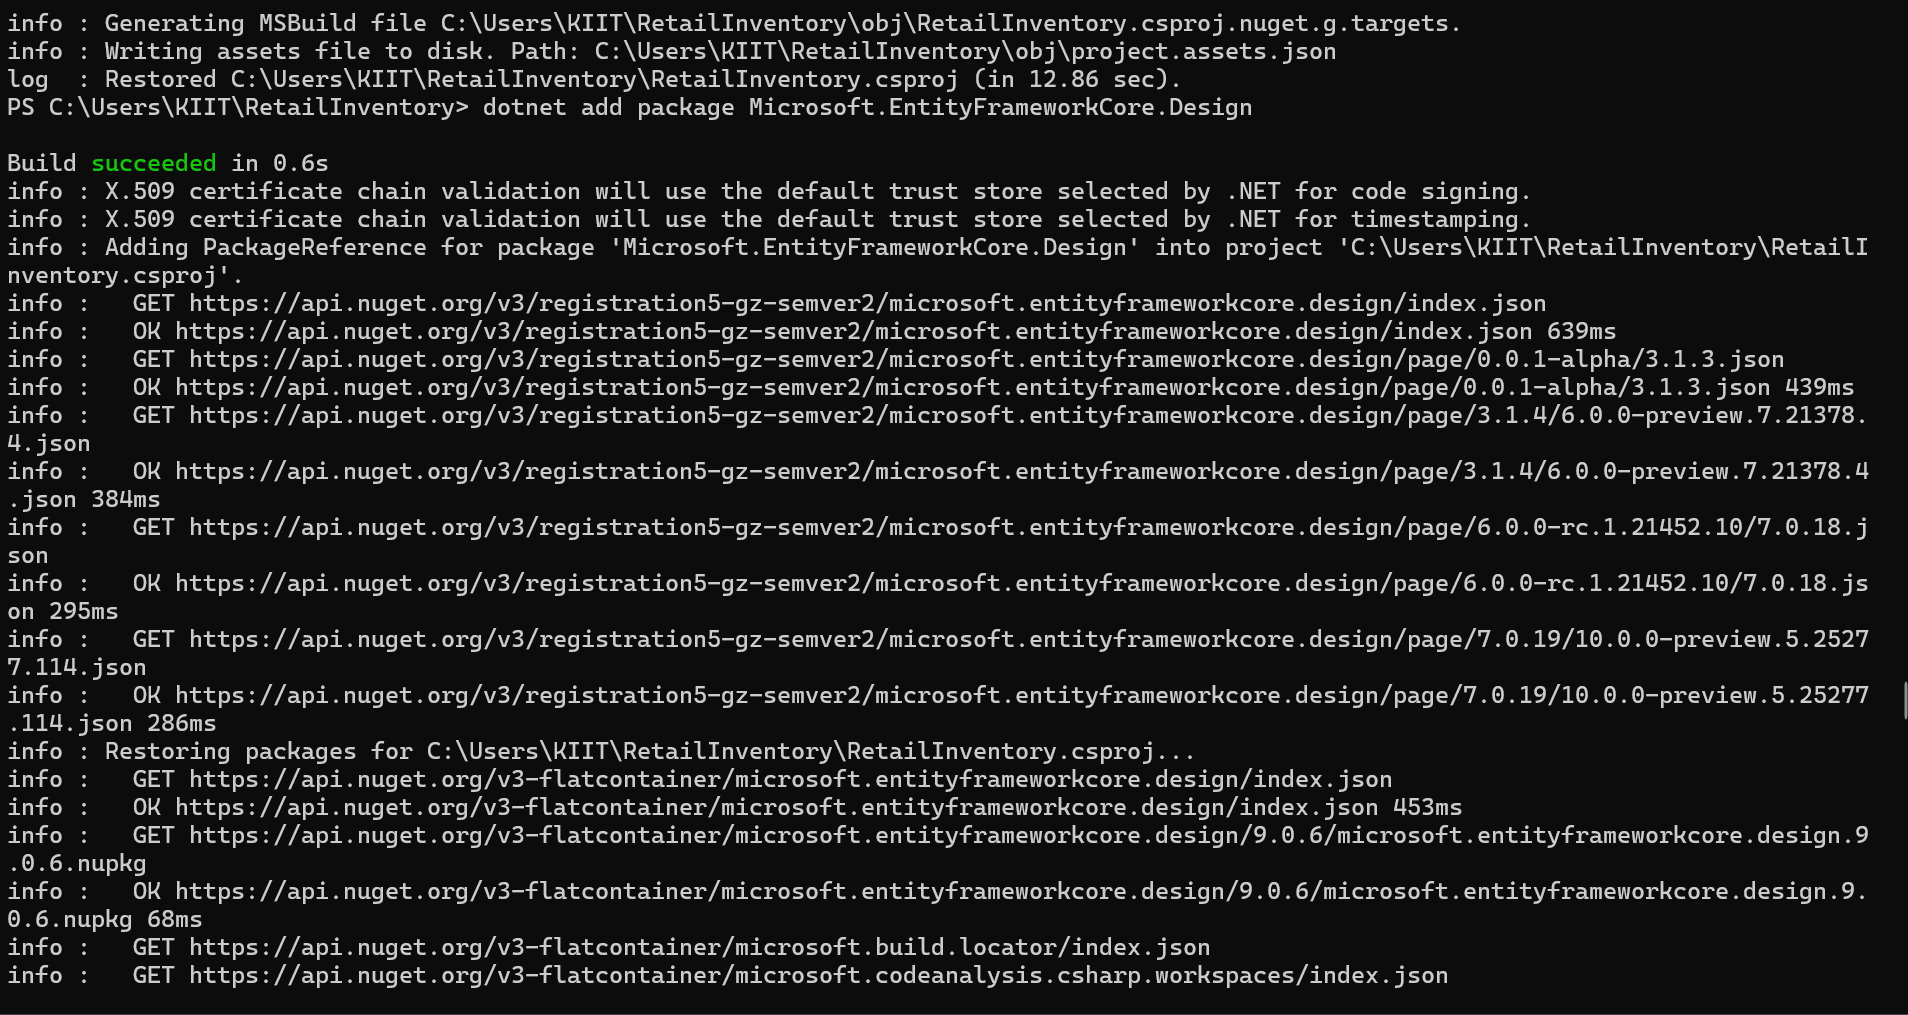 info : Generating MSBuild file C:\Users\KIIT\RetailInventory\obj\RetailInventory.csproj.nuget.g.targets.
info : Writing assets file to disk. Path: C:\Users\KIIT\RetailInventory\obj\project.assets.json
log  : Restored C:\Users\KIIT\RetailInventory\RetailInventory.csproj (in 12.86 sec).
PS C:\Users\KIIT\RetailInventory> dotnet add package Microsoft.EntityFrameworkCore.Design

Build succeeded in 0.6s
info : X.509 certificate chain validation will use the default trust store selected by .NET for code signing.
info : X.509 certificate chain validation will use the default trust store selected by .NET for timestamping.
info : Adding PackageReference for package 'Microsoft.EntityFrameworkCore.Design' into project 'C:\Users\KIIT\RetailInventory\RetailI
nventory.csproj'.
info :   GET https://api.nuget.org/v3/registration5-gz-semver2/microsoft.entityframeworkcore.design/index.json
info :   OK https://api.nuget.org/v3/registration5-gz-semver2/microsoft.entityframeworkcore.design/index.json 639ms
info :   GET https://api.nuget.org/v3/registration5-gz-semver2/microsoft.entityframeworkcore.design/page/0.0.1-alpha/3.1.3.json
info :   OK https://api.nuget.org/v3/registration5-gz-semver2/microsoft.entityframeworkcore.design/page/0.0.1-alpha/3.1.3.json 439ms
info :   GET https://api.nuget.org/v3/registration5-gz-semver2/microsoft.entityframeworkcore.design/page/3.1.4/6.0.0-preview.7.21378.
4.json
info :   OK https://api.nuget.org/v3/registration5-gz-semver2/microsoft.entityframeworkcore.design/page/3.1.4/6.0.0-preview.7.21378.4
.json 384ms
info :   GET https://api.nuget.org/v3/registration5-gz-semver2/microsoft.entityframeworkcore.design/page/6.0.0-rc.1.21452.10/7.0.18.j
son
info :   OK https://api.nuget.org/v3/registration5-gz-semver2/microsoft.entityframeworkcore.design/page/6.0.0-rc.1.21452.10/7.0.18.js
on 295ms
info :   GET https://api.nuget.org/v3/registration5-gz-semver2/microsoft.entityframeworkcore.design/page/7.0.19/10.0.0-preview.5.2527
7.114.json
info :   OK https://api.nuget.org/v3/registration5-gz-semver2/microsoft.entityframeworkcore.design/page/7.0.19/10.0.0-preview.5.25277
.114.json 286ms
info : Restoring packages for C:\Users\KIIT\RetailInventory\RetailInventory.csproj...
info :   GET https://api.nuget.org/v3-flatcontainer/microsoft.entityframeworkcore.design/index.json
info :   OK https://api.nuget.org/v3-flatcontainer/microsoft.entityframeworkcore.design/index.json 453ms
info :   GET https://api.nuget.org/v3-flatcontainer/microsoft.entityframeworkcore.design/9.0.6/microsoft.entityframeworkcore.design.9
.0.6.nupkg
info :   OK https://api.nuget.org/v3-flatcontainer/microsoft.entityframeworkcore.design/9.0.6/microsoft.entityframeworkcore.design.9.
0.6.nupkg 68ms
info :   GET https://api.nuget.org/v3-flatcontainer/microsoft.build.locator/index.json
info :   GET https://api.nuget.org/v3-flatcontainer/microsoft.codeanalysis.csharp.workspaces/index.json